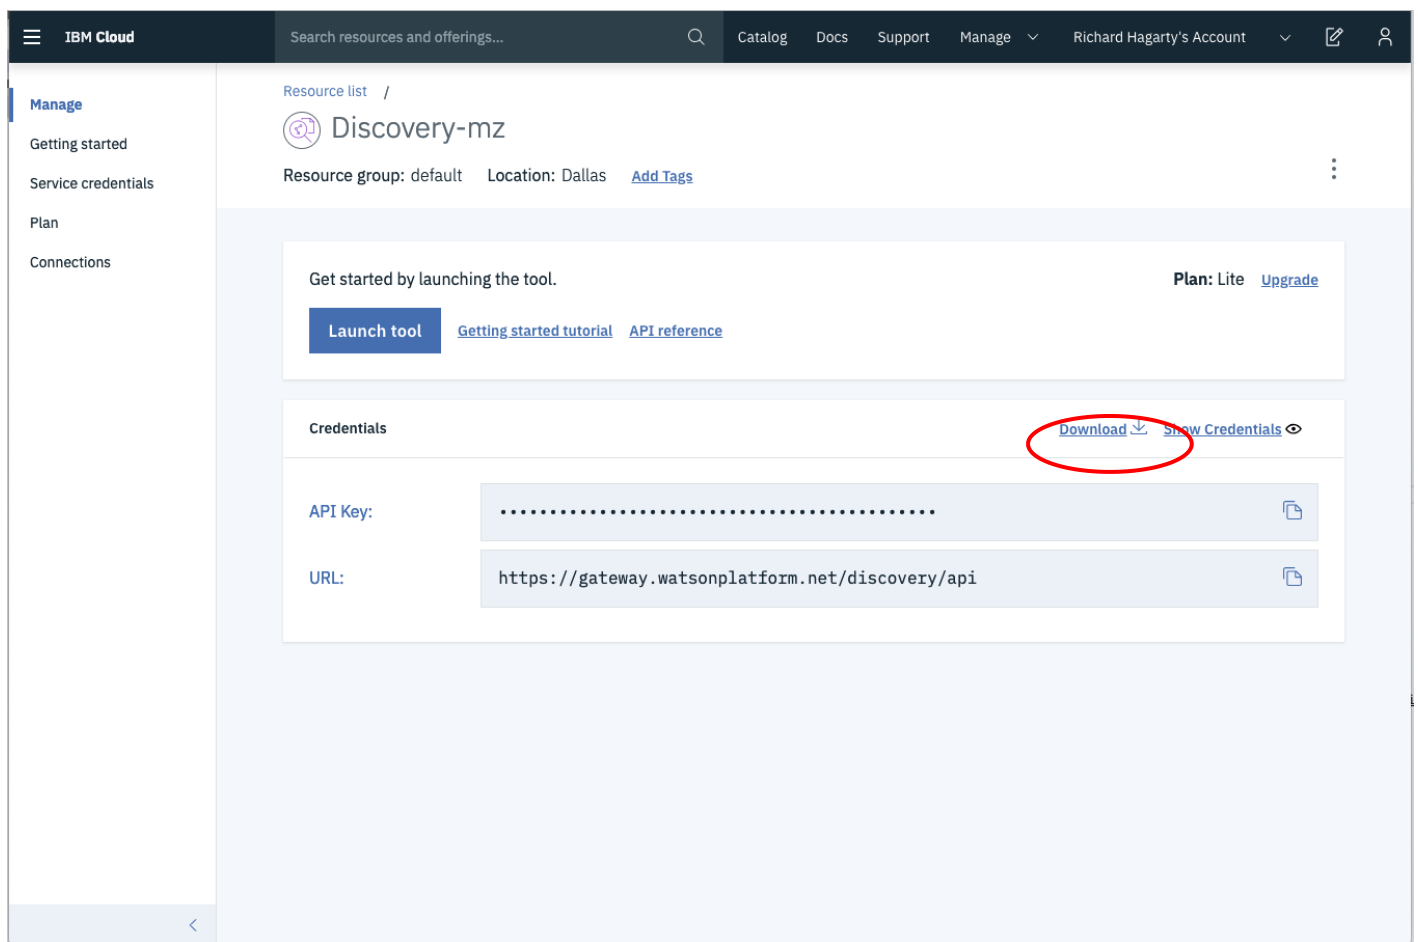 IBM Cloud
Search resources and offerings...
Catalog
Docs
Support
Manage
Richard Hagarty's Account
Manage
Getting started
Service credentials
Plan
Connections
Resource list /
Discovery-mz
Resource group: default Location: Dallas Add Tags
Get started by launching the tool.
Plan: Lite Upgrade
Launch tool Getting started tutorial API reference
Credentials
Download Show Credentials
API Key: ••••••••••••••••••••••••••••••••••••••••••••
URL: https://gateway.watsonplatform.net/discovery/api